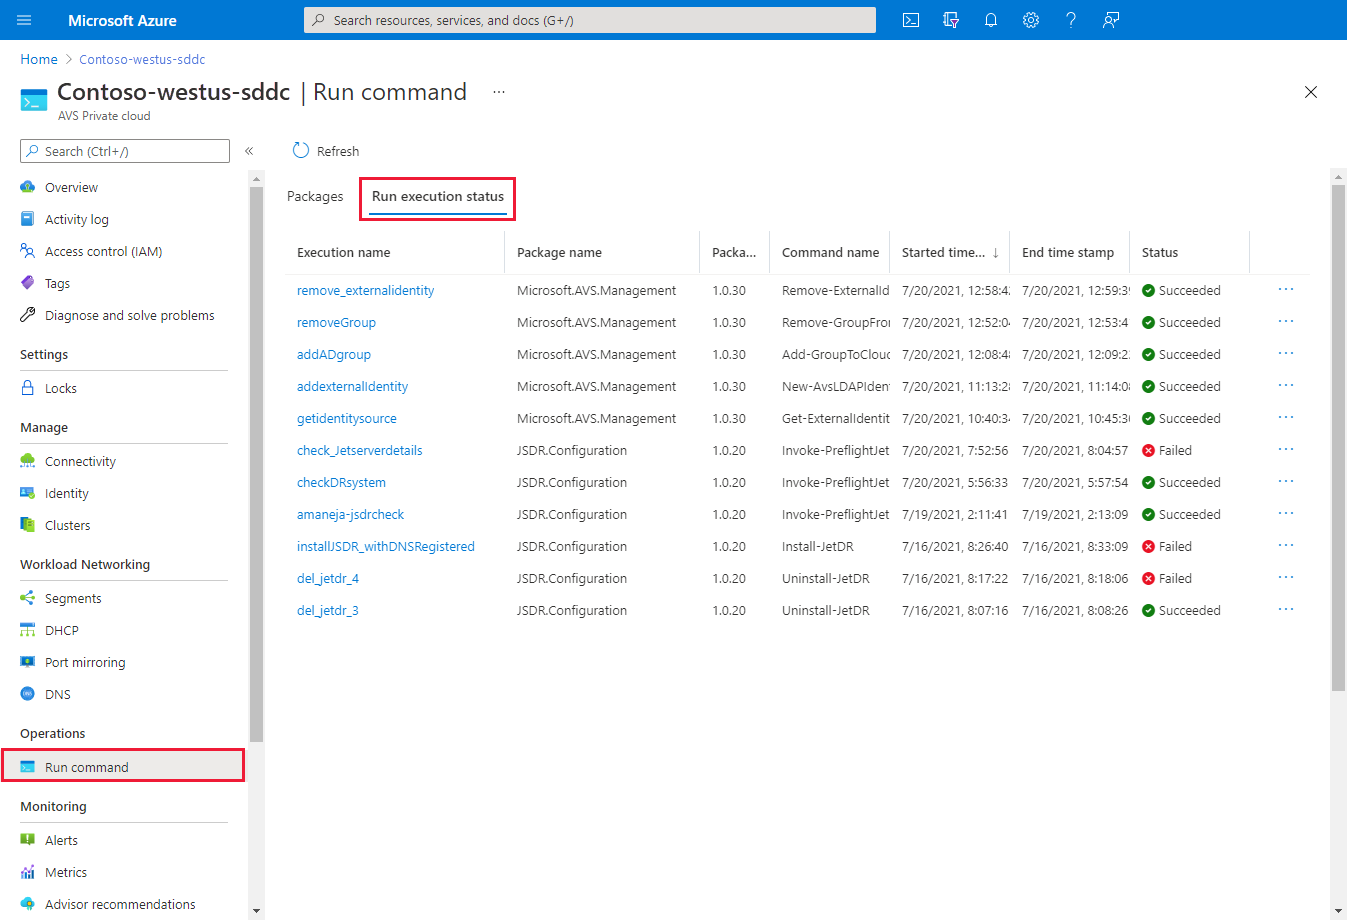 Microsoft Azure
Search resources, services, and docs (G+/)
Home > Contoso-westus-sddc
Contoso-westus-sddc | Run command ...
AVS Private cloud
Search (Ctrl+/)
«
Refresh
Overview
Activity log
Access control (IAM)
Tags
Diagnose and solve problems
Settings
Locks
Manage
Connectivity
Identity
Clusters
Workload Networking
Segments
DHCP
Port mirroring
DNS
Operations
Run command
Monitoring
Alerts
Metrics
Advisor recommendations
Packages Run execution status
Execution name Package name Packa... Command name Started time... ↓ End time stamp Status
remove_externalidentity Microsoft.AVS.Management 1.0.30 Remove-ExternalId 7/20/2021, 12:58:42 7/20/2021, 12:59:39 Succeeded ...
removeGroup Microsoft.AVS.Management 1.0.30 Remove-GroupFror 7/20/2021, 12:52:04 7/20/2021, 12:53:4 Succeeded ...
addADgroup Microsoft.AVS.Management 1.0.30 Add-GroupToCloud 7/20/2021, 12:08:48 7/20/2021, 12:09:2 Succeeded ...
addexternalIdentity Microsoft.AVS.Management 1.0.30 New-AvsLDAPIden 7/20/2021, 11:13:28 7/20/2021, 11:14:08 Succeeded ...
getidentitysource Microsoft.AVS.Management 1.0.30 Get-ExternalIdentit 7/20/2021, 10:40:34 7/20/2021, 10:45:30 Succeeded ...
check_Jetserverdetails JSDR.Configuration 1.0.20 Invoke-PreflightJet 7/20/2021, 7:52:56 7/20/2021, 8:04:57 Failed ...
checkDRsystem JSDR.Configuration 1.0.20 Invoke-PreflightJet 7/20/2021, 5:56:33 7/20/2021, 5:57:54 Succeeded ...
amaneja-jsdrcheck JSDR.Configuration 1.0.20 Invoke-PreflightJet 7/19/2021, 2:11:41 7/19/2021, 2:13:09 Succeeded ...
installJSDR_withDNSRegistered JSDR.Configuration 1.0.20 Install-JetDR 7/16/2021, 8:26:40 7/16/2021, 8:33:09 Failed ...
del_jetdr_4 JSDR.Configuration 1.0.20 Uninstall-JetDR 7/16/2021, 8:17:22 7/16/2021, 8:18:06 Failed ...
del_jetdr_3 JSDR.Configuration 1.0.20 Uninstall-JetDR 7/16/2021, 8:07:16 7/16/2021, 8:08:26 Succeeded ...